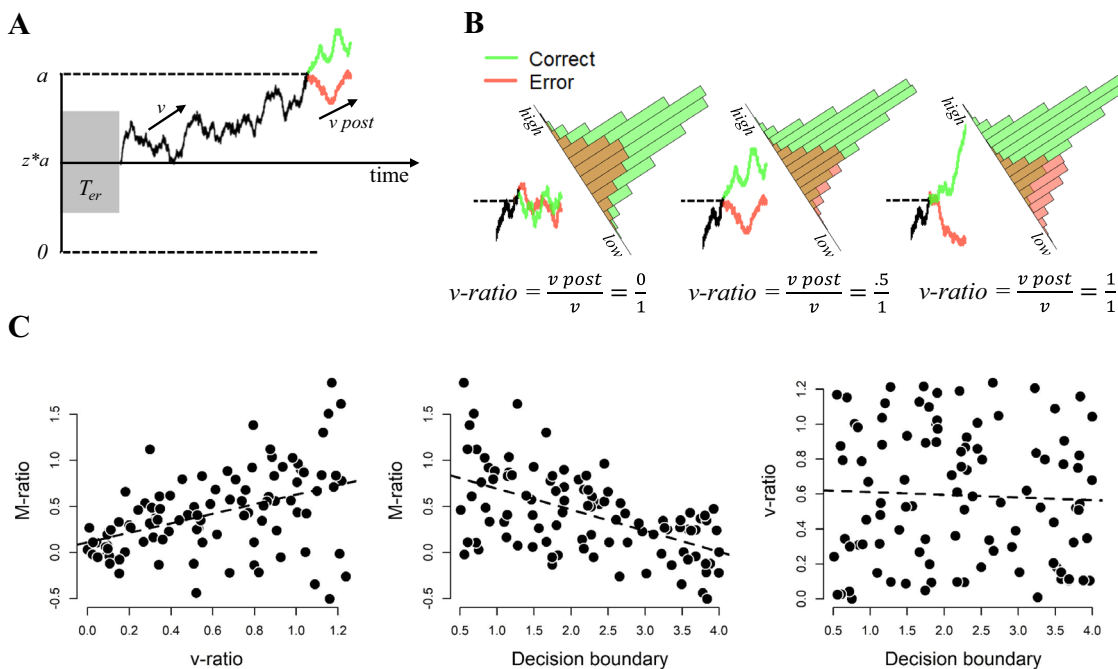 A
a
v
v post
z*a
time
T_er
0
B
Correct
Error
high
low
v-ratio = v post / v = 0 / 1
high
low
v-ratio = v post / v = .5 / 1
high
low
v-ratio = v post / v = 1 / 1
C
M-ratio
1.5
1.0
0.5
0.0
-0.5
0.0 0.2 0.4 0.6 0.8 1.0 1.2
v-ratio
M-ratio
1.5
1.0
0.5
0.0
-0.5
0.5 1.0 1.5 2.0 2.5 3.0 3.5 4.0
Decision boundary
v-ratio
1.2
1.0
0.8
0.6
0.4
0.2
0.0
0.5 1.0 1.5 2.0 2.5 3.0 3.5 4.0
Decision boundary